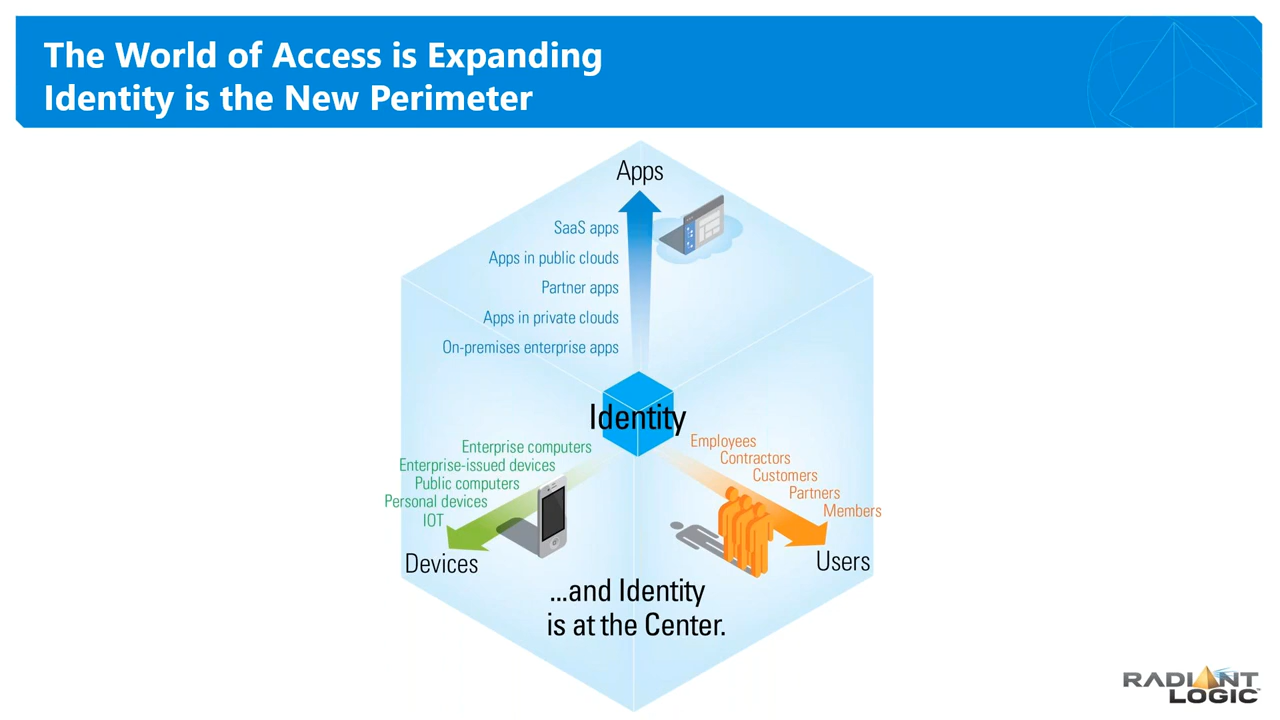 The World of Access is Expanding
Identity is the New Perimeter
Apps
SaaS apps
Apps in public clouds
Partner apps
Apps in private clouds
On-premises enterprise apps
Identity
Enterprise computers
Enterprise-issued devices
Public computers
Personal devices
IOT
Devices
Employees
Contractors
Customers
Partners
Members
Users
...and Identity
is at the Center.
RADIANT
LOGIC